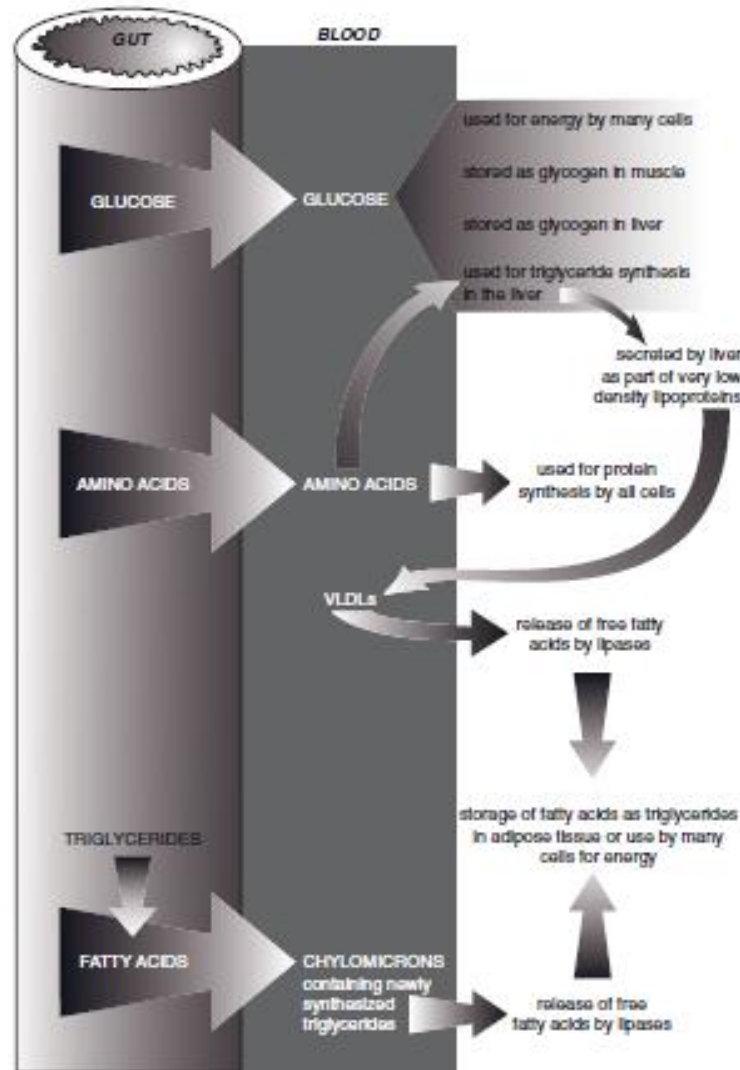 GUT
BLOOD
used for energy by many cells
GLUCOSE
GLUCOSE
stored as glycogen in muscle
stored as glycogen in liver
used for triglyceride synthesis
in the liver
secreted by liver
as part of very low
density lipoproteins
AMINO ACIDS
AMINO ACIDS
used for protein
synthesis by all cells
VLDLs
release of free fatty
acids by lipases
storage of fatty acids as triglycerides
in adipose tissue or use by many
cells for energy
TRIGLYCERIDES
FATTY ACIDS
CHYLOMICRONS
containing newly
synthesized
triglycerides
release of free
fatty acids by lipases